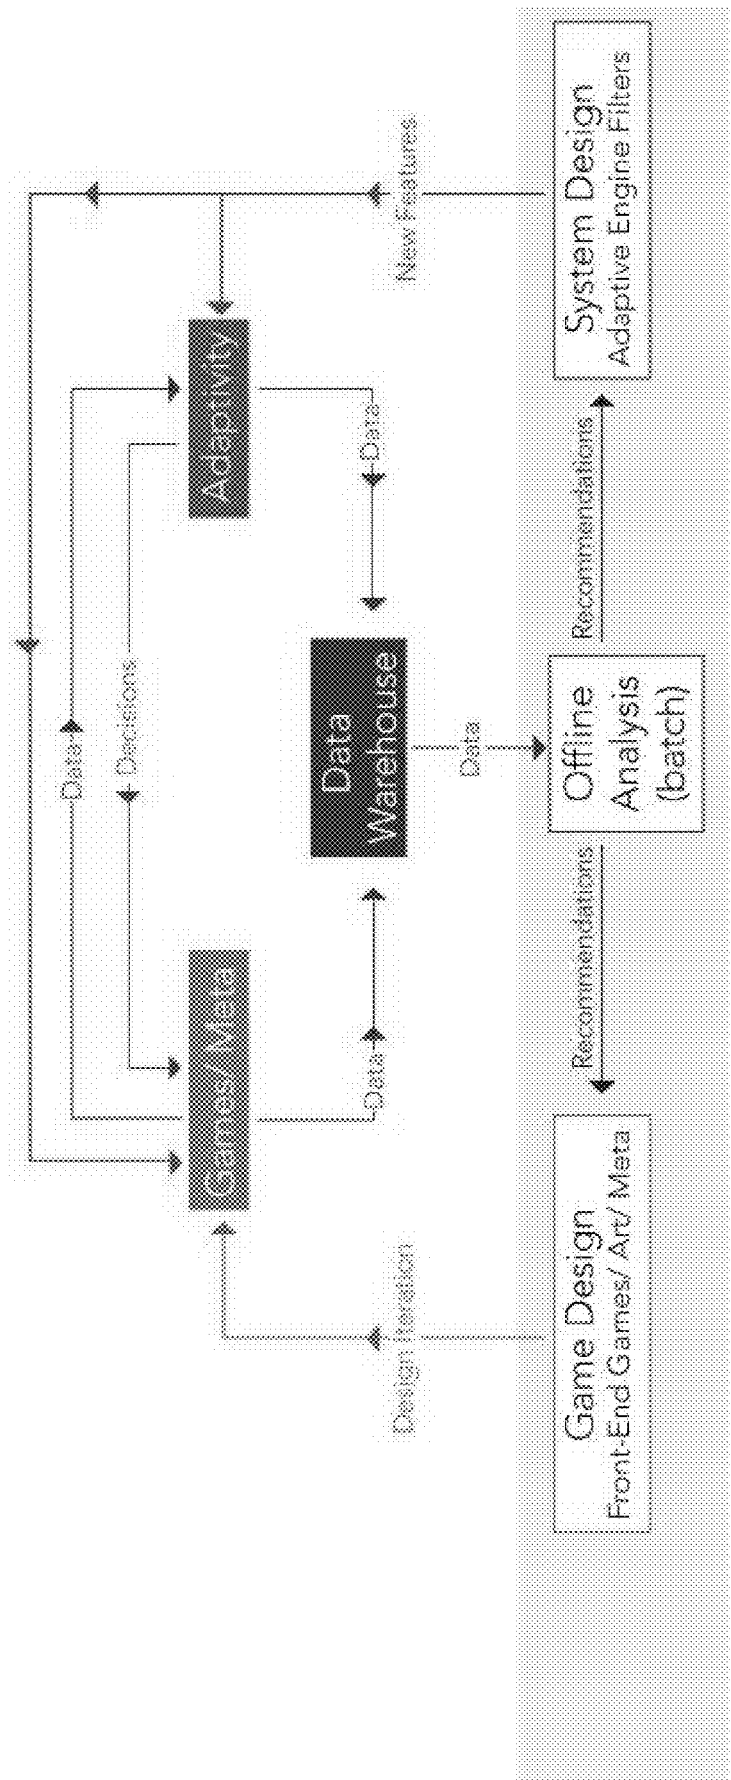 Data
Decisions
Games/ Meta
Adaptivity
Data
Warehouse
Data
Data
Design Iteration
Data
New Features
Game Design
Front-End Games/ Art/ Meta
Recommendations
Offline
Analysis
(batch)
Recommendations
System Design
Adaptive Engine Filters